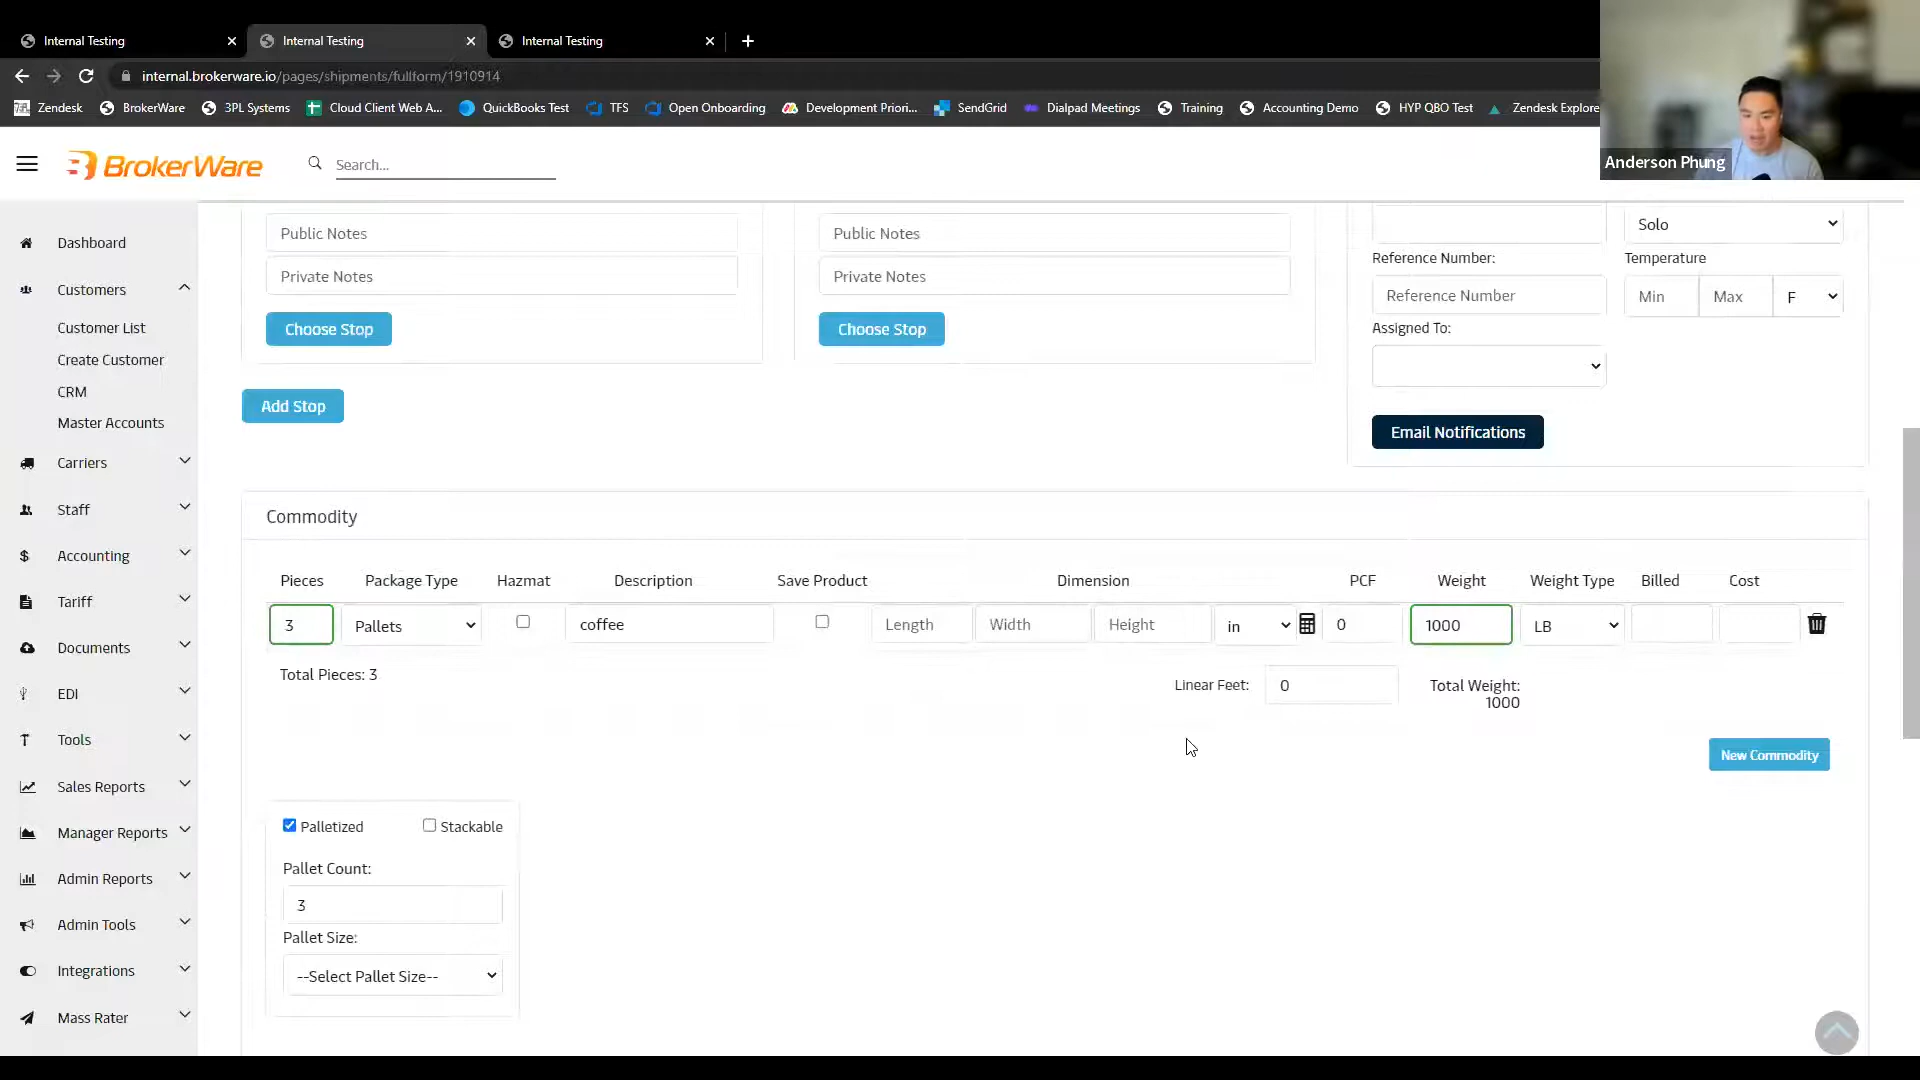 Internal Testing
Internal Testing
Internal Testing
internal.brokerware.io/pages/shipments/fullform/1910914
Zendesk
BrokerWare
3PL Systems
Cloud Client Web A...
QuickBooks Test
TFS
Open Onboarding
Development Priori...
SendGrid
Dialpad Meetings
Training
Accounting Demo
HYP QBO Test
Zendesk Explore
Anderson Phung
BrokerWare
Search...
Dashboard
Customers
Customer List
Create Customer
CRM
Master Accounts
Carriers
Staff
Accounting
Tariff
Documents
EDI
Tools
Sales Reports
Manager Reports
Admin Reports
Admin Tools
Integrations
Mass Rater
Public Notes
Private Notes
Choose Stop
Public Notes
Private Notes
Choose Stop
Add Stop
Solo
Reference Number:
Temperature
Reference Number
Min
Max
F
Assigned To:
Email Notifications
Commodity
Pieces Package Type Hazmat Description Save Product Dimension PCF Weight Weight Type Billed Cost
3 Pallets coffee Length Width Height in 0 1000 LB
Total Pieces: 3
Linear Feet: 0
Total Weight:
1000
New Commodity
Palletized
Stackable
Pallet Count:
3
Pallet Size:
--Select Pallet Size--